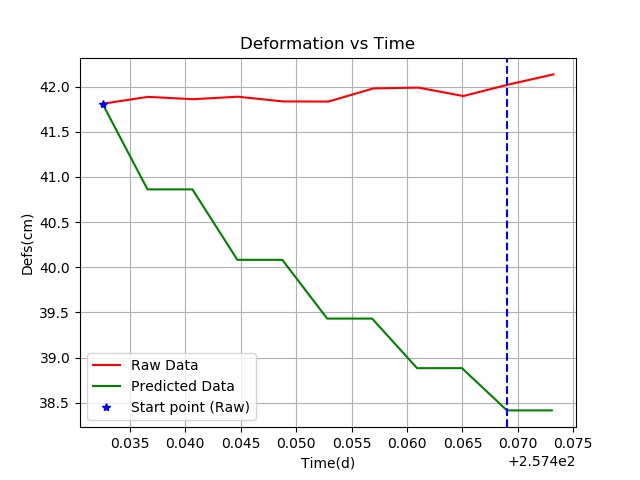 Deformation vs Time
Defs(cm)
42.0
41.5
41.0
40.5
40.0
39.5
39.0
38.5
Raw Data
Predicted Data
Start point (Raw)
0.035 0.040 0.045 0.050 0.055 0.060 0.065 0.070 0.075
Time(d)
+2.574e2